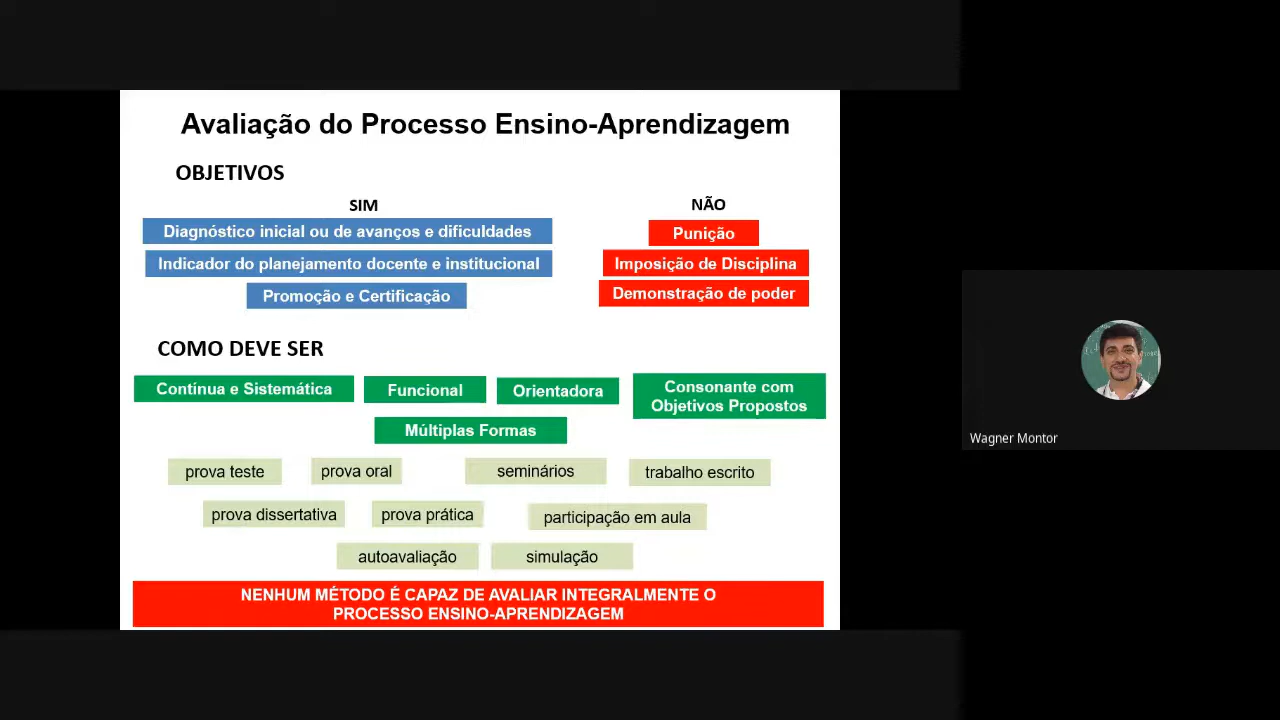 Avaliação do Processo Ensino-Aprendizagem
OBJETIVOS
SIM
NÃO
Diagnóstico inicial ou de avanços e dificuldades
Punição
Indicador do planejamento docente e institucional
Imposição de Disciplina
Promoção e Certificação
Demonstração de poder
COMO DEVE SER
Contínua e Sistemática
Funcional
Orientadora
Consonante com
Objetivos Propostos
Múltiplas Formas
prova teste
prova oral
seminários
trabalho escrito
prova dissertativa
prova prática
participação em aula
autoavaliação
simulação
NENHUM MÉTODO É CAPAZ DE AVALIAR INTEGRALMENTE O
PROCESSO ENSINO-APRENDIZAGEM
Wagner Montor